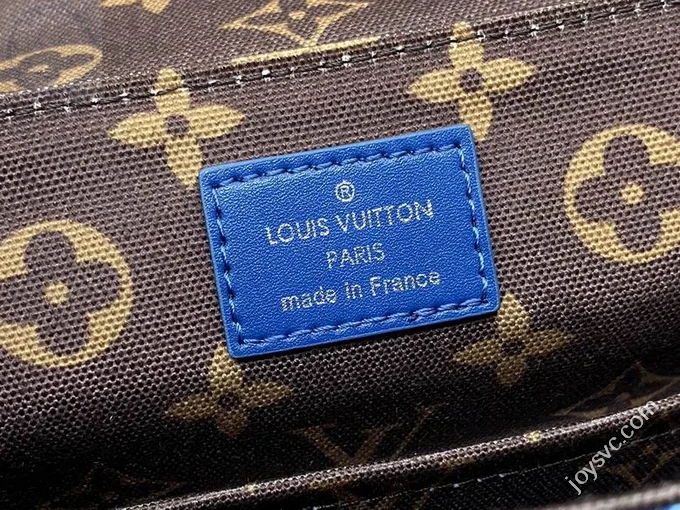 ®
LOUIS VUITTON
PARIS
made in France
joysvc.com